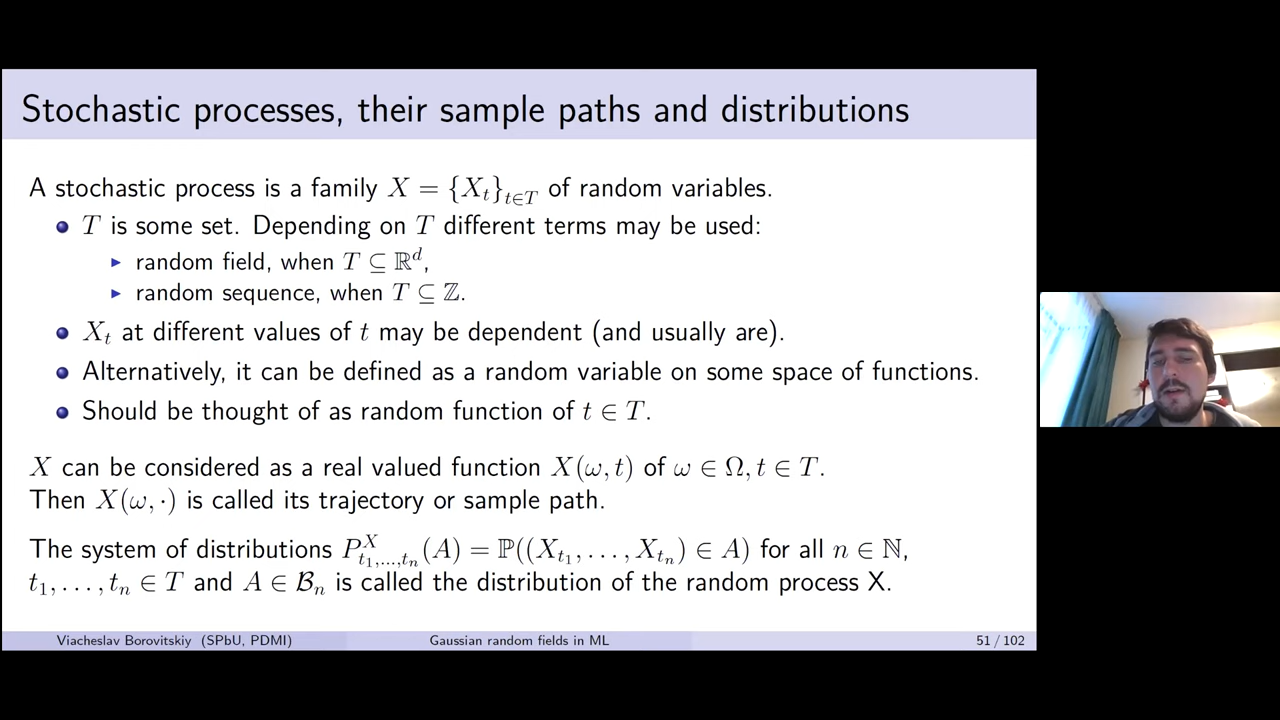 Stochastic processes, their sample paths and distributions
A stochastic process is a family X = {X_t}_{t∈T} of random variables.
T is some set. Depending on T different terms may be used:
random field, when T ⊆ ℝ^d,
random sequence, when T ⊆ ℤ.
X_t at different values of t may be dependent (and usually are).
Alternatively, it can be defined as a random variable on some space of functions.
Should be thought of as random function of t ∈ T.
X can be considered as a real valued function X(ω, t) of ω ∈ Ω, t ∈ T.
Then X(ω, ·) is called its trajectory or sample path.
The system of distributions P^X_{t_1,...,t_n}(A) = ℙ((X_{t_1}, . . . , X_{t_n}) ∈ A) for all n ∈ ℕ,
t_1, . . . , t_n ∈ T and A ∈ ℬ_n is called the distribution of the random process X.
Viacheslav Borovitskiy (SPbU, PDMI) Gaussian random fields in ML 51 / 102